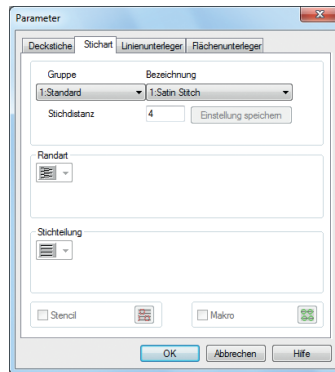 Parameter
Deckstiche Stichart Linienunterleger Flächenunterleger
Gruppe Bezeichnung
1:Standard 1:Satin Stitch
Stichdistanz 4 Einstellung speichern
Randart
Stichteilung
Stencil Makro
OK Abbrechen Hilfe